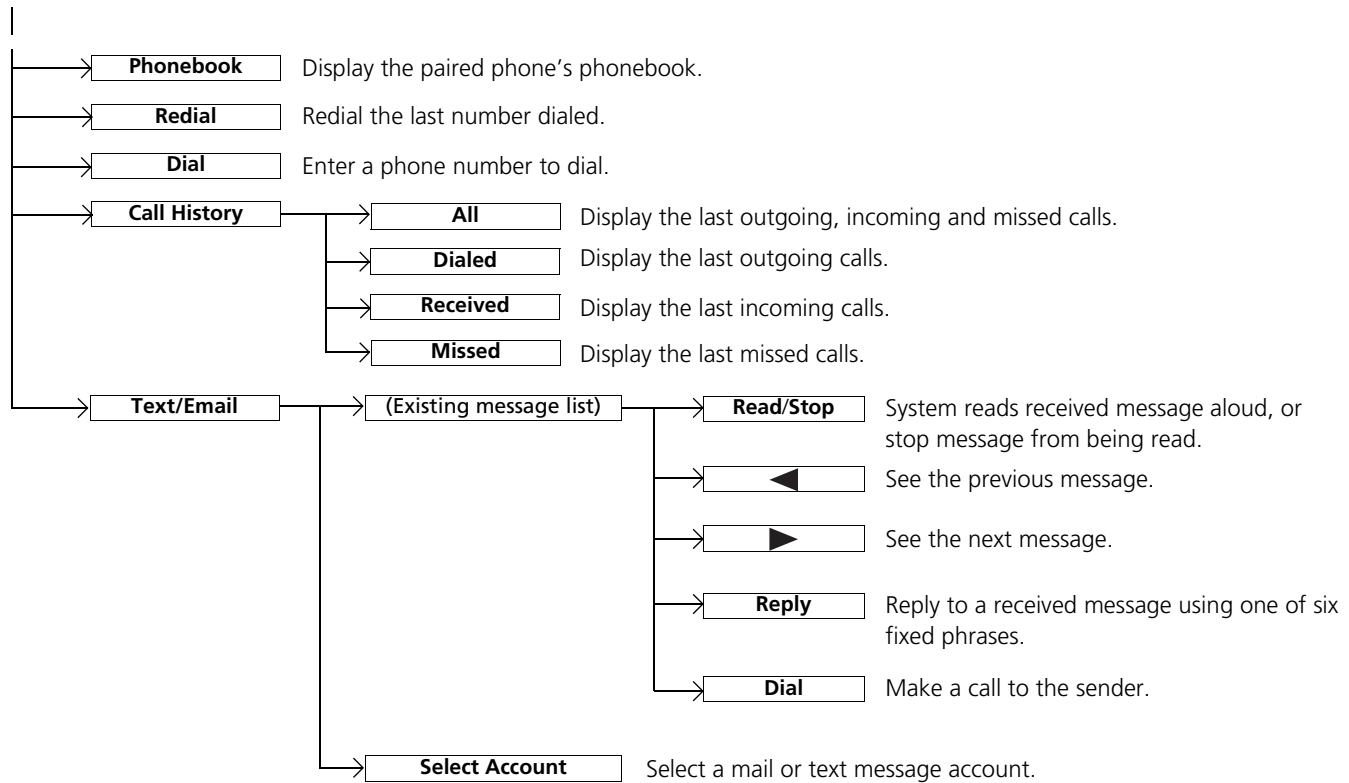 Phonebook Display the paired phone's phonebook.
Redial Redial the last number dialed.
Dial Enter a phone number to dial.
Call History All Display the last outgoing, incoming and missed calls.
Dialed Display the last outgoing calls.
Received Display the last incoming calls.
Missed Display the last missed calls.
Text/Email (Existing message list) Read/Stop System reads received message aloud, or
stop message from being read.
◀ See the previous message.
▶ See the next message.
Reply Reply to a received message using one of six
fixed phrases.
Dial Make a call to the sender.
Select Account Select a mail or text message account.